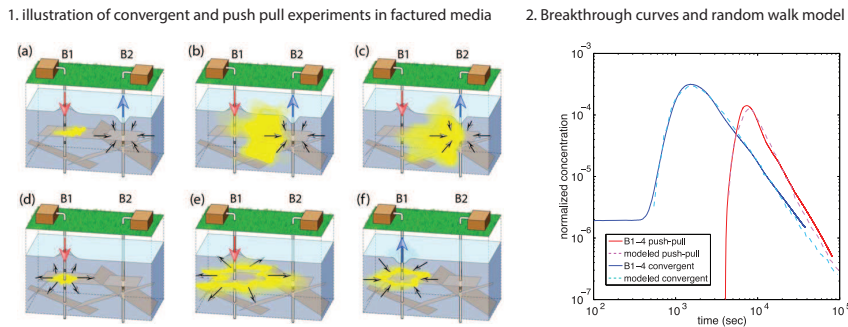 1. illustration of convergent and push pull experiments in factured media
(a) B1 B2
(b) B1 B2
(c) B1 B2
(d) B1 B2
(e) B1 B2
(f) B1 B2
2. Breakthrough curves and random walk model
normalized concentration
10^-3
10^-4
10^-5
10^-6
10^-7
B1-4 push-pull
modeled push-pull
B1-4 convergent
modeled convergent
10^2 10^3 10^4 10^5
time (sec)